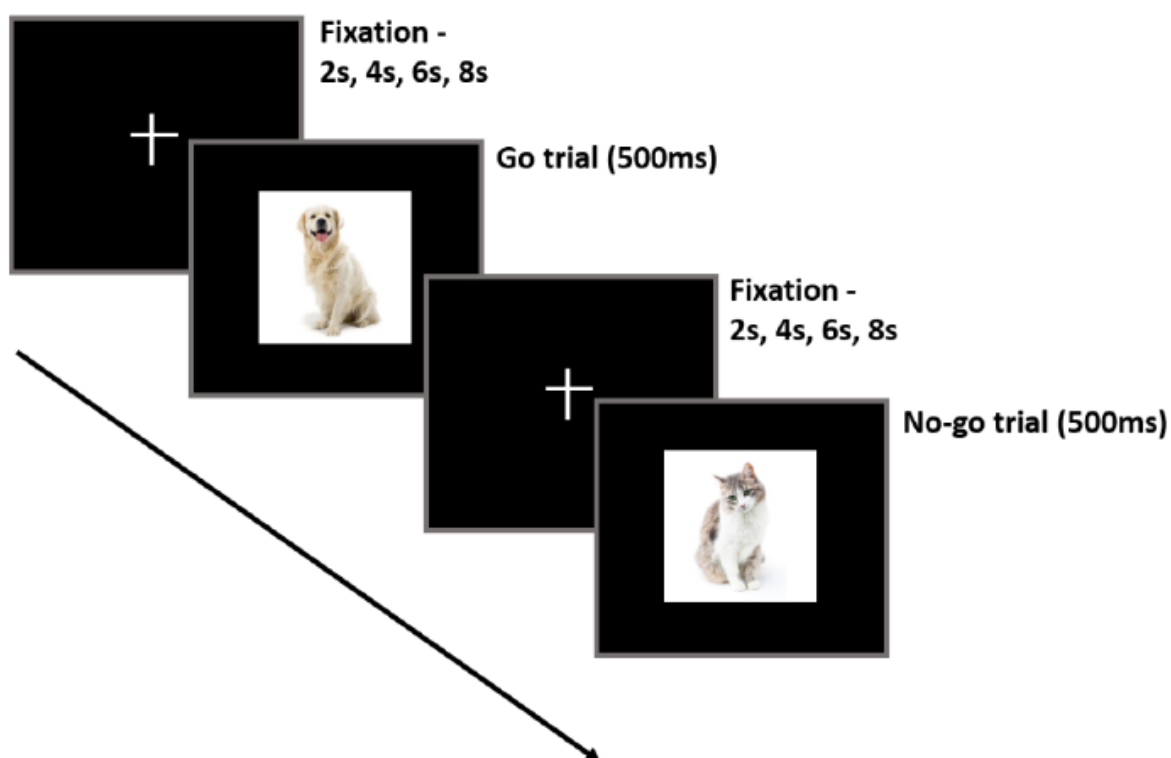 Fixation -
2s, 4s, 6s, 8s
Go trial (500ms)
Fixation -
2s, 4s, 6s, 8s
No-go trial (500ms)